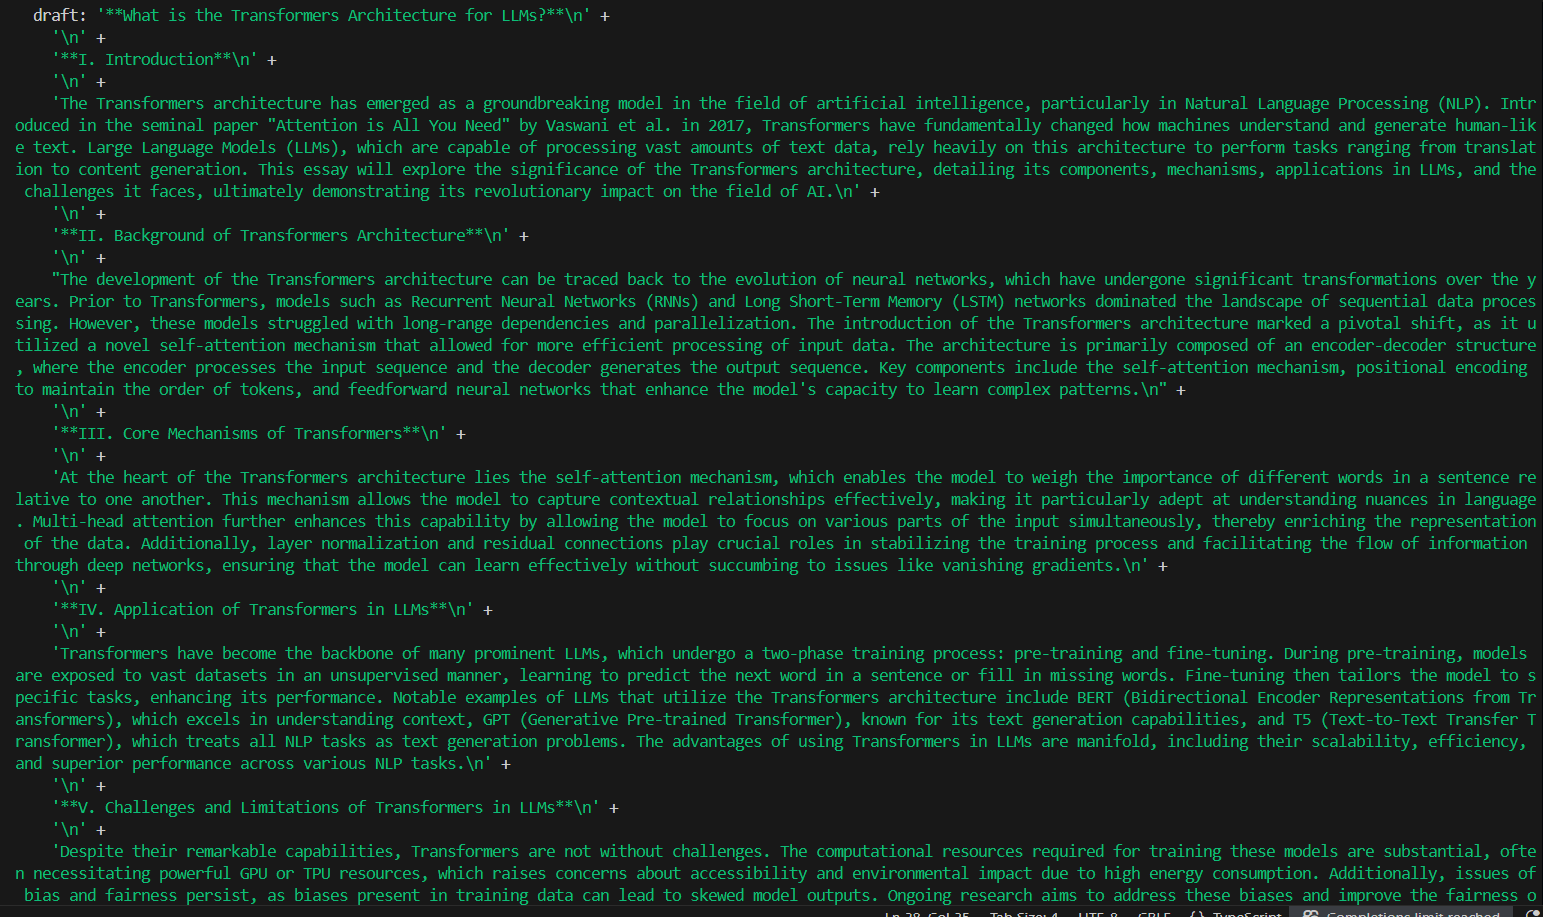 draft: '**What is the Transformers Architecture for LLMs?**\n' +
'\n' +
'**I. Introduction**\n' +
'\n' +
'The Transformers architecture has emerged as a groundbreaking model in the field of artificial intelligence, particularly in Natural Language Processing (NLP). Intr
oduced in the seminal paper "Attention is All You Need" by Vaswani et al. in 2017, Transformers have fundamentally changed how machines understand and generate human-lik
e text. Large Language Models (LLMs), which are capable of processing vast amounts of text data, rely heavily on this architecture to perform tasks ranging from translat
ion to content generation. This essay will explore the significance of the Transformers architecture, detailing its components, mechanisms, applications in LLMs, and the
challenges it faces, ultimately demonstrating its revolutionary impact on the field of AI.\n' +
'\n' +
'**II. Background of Transformers Architecture**\n' +
'\n' +
"The development of the Transformers architecture can be traced back to the evolution of neural networks, which have undergone significant transformations over the y
ears. Prior to Transformers, models such as Recurrent Neural Networks (RNNs) and Long Short-Term Memory (LSTM) networks dominated the landscape of sequential data proces
sing. However, these models struggled with long-range dependencies and parallelization. The introduction of the Transformers architecture marked a pivotal shift, as it u
tilized a novel self-attention mechanism that allowed for more efficient processing of input data. The architecture is primarily composed of an encoder-decoder structure
, where the encoder processes the input sequence and the decoder generates the output sequence. Key components include the self-attention mechanism, positional encoding
to maintain the order of tokens, and feedforward neural networks that enhance the model's capacity to learn complex patterns.\n" +
'\n' +
'**III. Core Mechanisms of Transformers**\n' +
'\n' +
'At the heart of the Transformers architecture lies the self-attention mechanism, which enables the model to weigh the importance of different words in a sentence re
lative to one another. This mechanism allows the model to capture contextual relationships effectively, making it particularly adept at understanding nuances in language
. Multi-head attention further enhances this capability by allowing the model to focus on various parts of the input simultaneously, thereby enriching the representation
of the data. Additionally, layer normalization and residual connections play crucial roles in stabilizing the training process and facilitating the flow of information
through deep networks, ensuring that the model can learn effectively without succumbing to issues like vanishing gradients.\n' +
'\n' +
'**IV. Application of Transformers in LLMs**\n' +
'\n' +
'Transformers have become the backbone of many prominent LLMs, which undergo a two-phase training process: pre-training and fine-tuning. During pre-training, models
are exposed to vast datasets in an unsupervised manner, learning to predict the next word in a sentence or fill in missing words. Fine-tuning then tailors the model to s
pecific tasks, enhancing its performance. Notable examples of LLMs that utilize the Transformers architecture include BERT (Bidirectional Encoder Representations from Tr
ansformers), which excels in understanding context, GPT (Generative Pre-trained Transformer), known for its text generation capabilities, and T5 (Text-to-Text Transfer T
ransformer), which treats all NLP tasks as text generation problems. The advantages of using Transformers in LLMs are manifold, including their scalability, efficiency,
and superior performance across various NLP tasks.\n' +
'\n' +
'**V. Challenges and Limitations of Transformers in LLMs**\n' +
'\n' +
'Despite their remarkable capabilities, Transformers are not without challenges. The computational resources required for training these models are substantial, ofte
n necessitating powerful GPU or TPU resources, which raises concerns about accessibility and environmental impact due to high energy consumption. Additionally, issues of
bias and fairness persist, as biases present in training data can lead to skewed model outputs. Ongoing research aims to address these biases and improve the fairness o
Tab Size: 4 UTF-8 CRLF {} TypeScript Completions limit reached